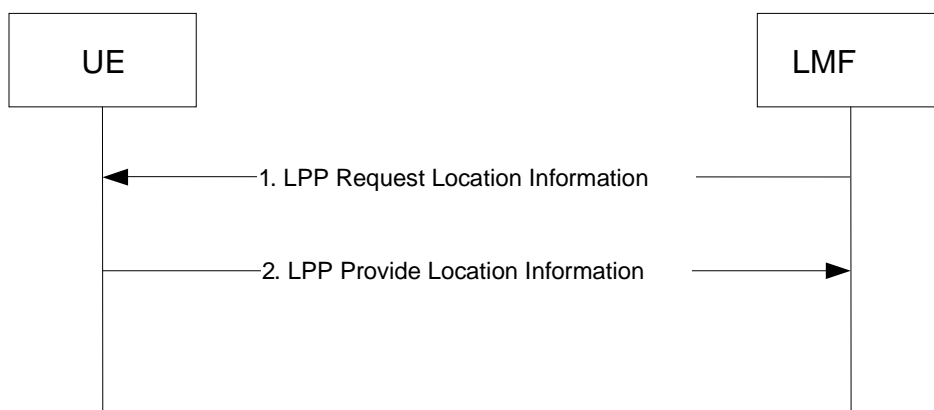 UE
LMF
1. LPP Request Location Information
2. LPP Provide Location Information